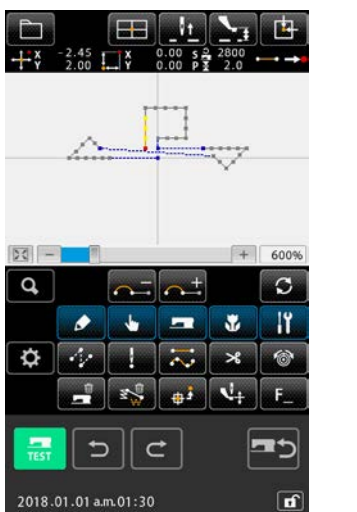 X -2.45 X 0.00 S 2800
Y 2.00 Y 0.00 P 2.0
600%
F_
TEST
2018.01.01 a.m.01:30